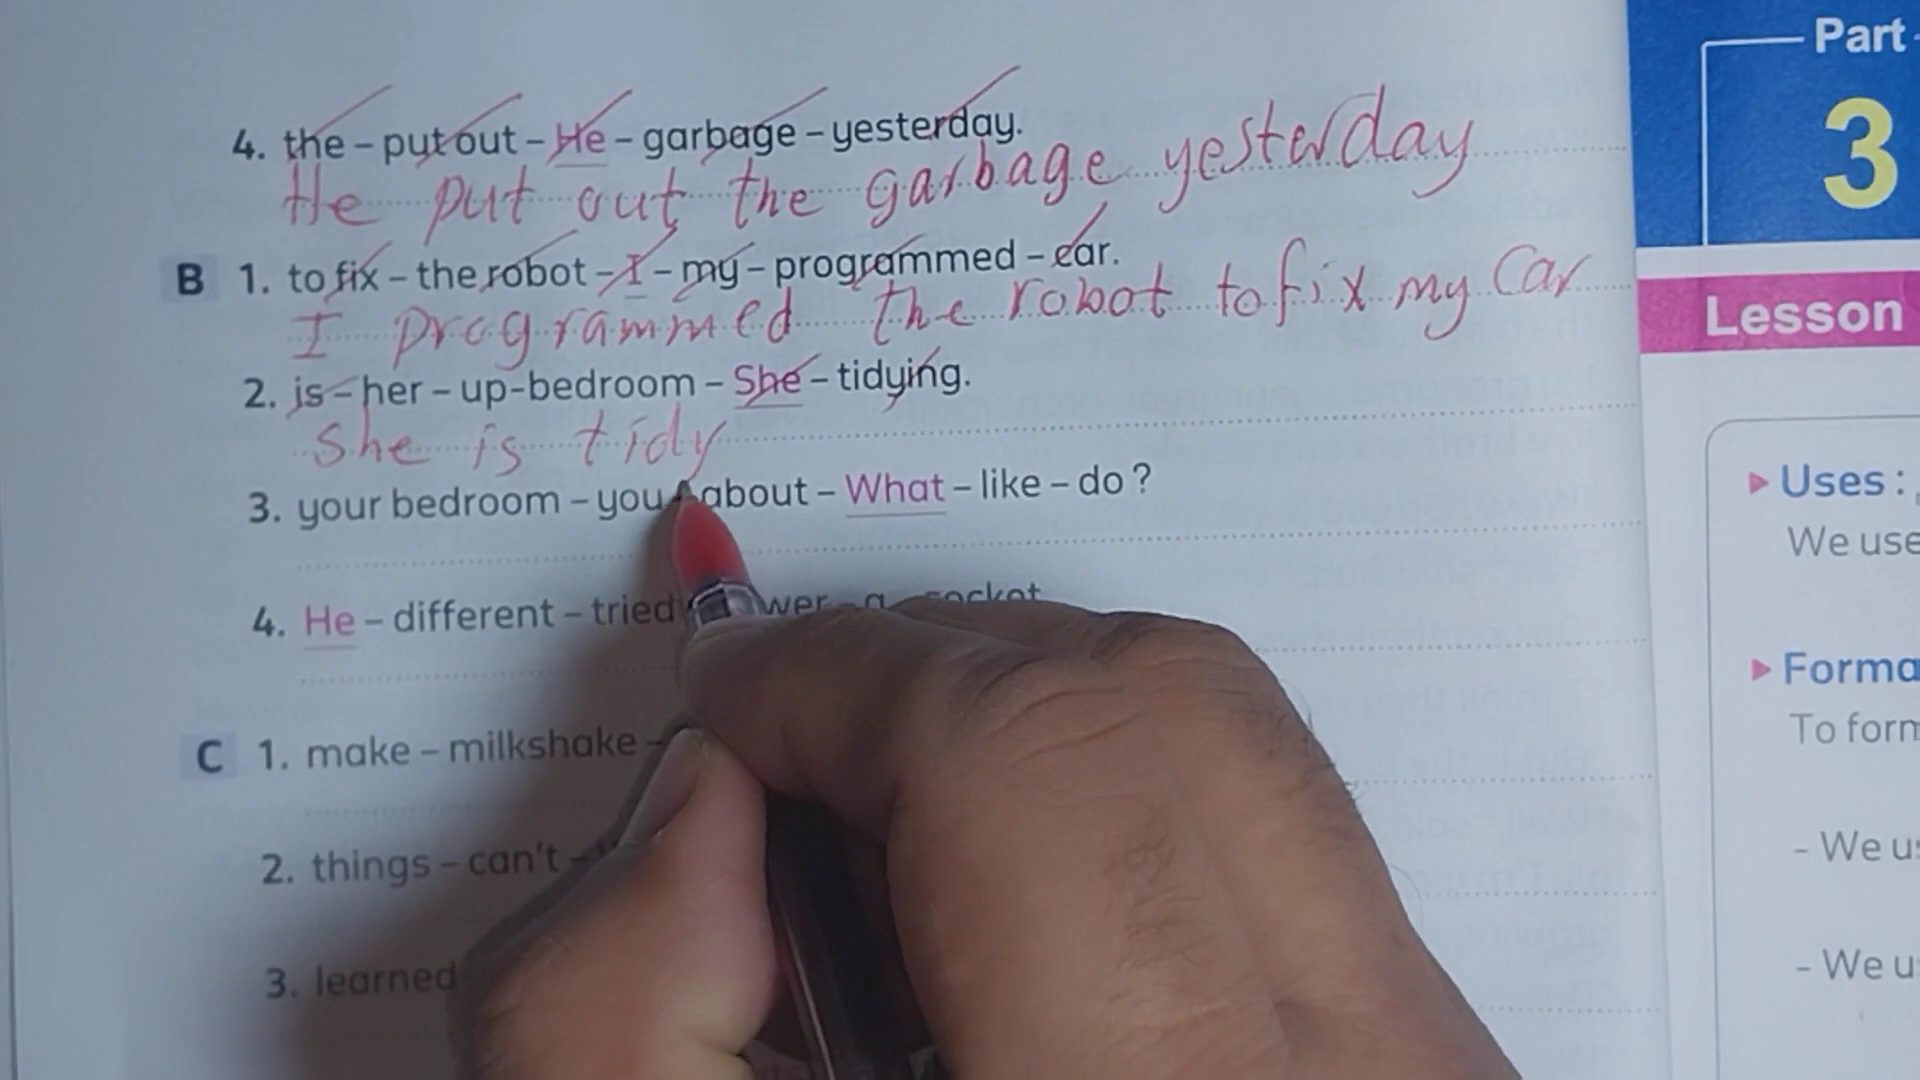 4. the – put out – He – garbage – yesterday.
He put out the garbage yesterday
B 1. to fix – the robot – I – my – programmed – car.
I programmed the robot to fix my car
2. is – her – up-bedroom – She – tidying.
She is tidy
3. your bedroom – you – about – What – like – do ?
4. He – different – tried
C 1. make – milkshake –
2. things – can't –
3. learned
Part
3
Lesson
Uses :
We use
Forma
To form
- We us
- We u